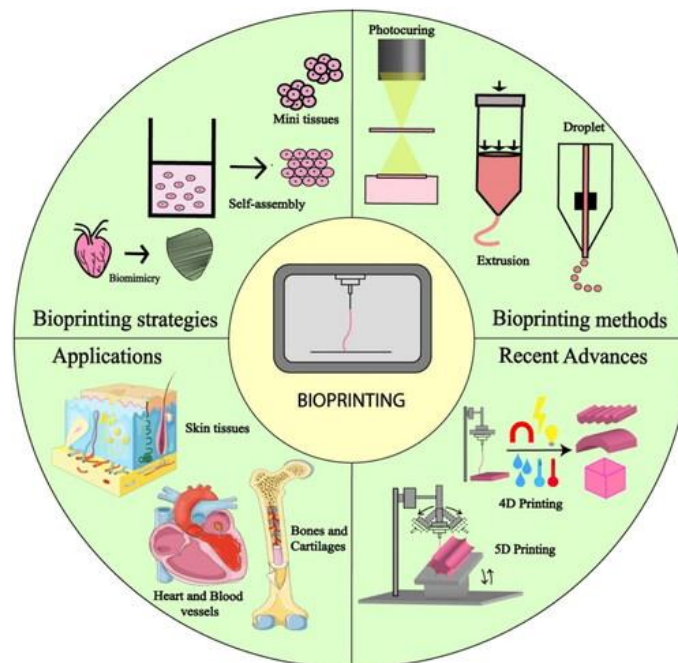 Mini tissues
Self-assembly
Biomimicry
Bioprinting strategies
Photocuring
Droplet
Extrusion
Bioprinting methods
BIOPRINTING
Applications
Skin tissues
Bones and
Cartilages
Heart and Blood
vessels
Recent Advances
4D Printing
5D Printing